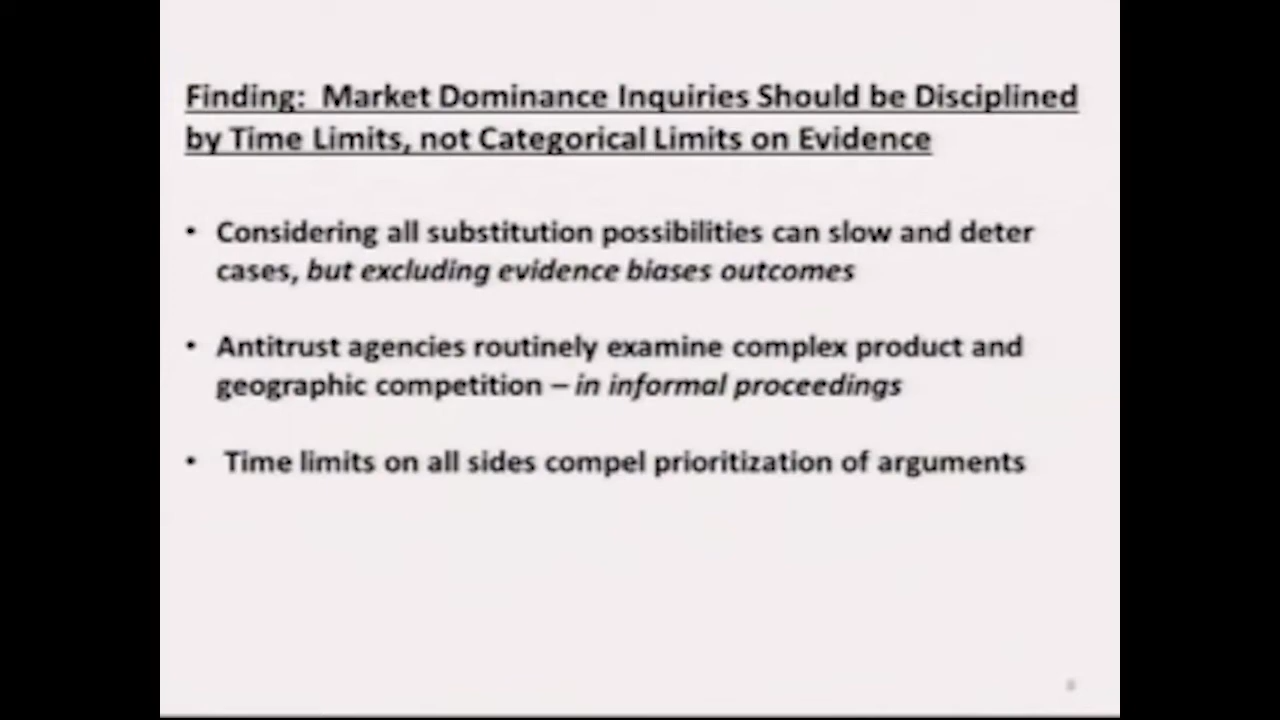 Finding:  Market Dominance Inquiries Should be Disciplined
by Time Limits, not Categorical Limits on Evidence
• Considering all substitution possibilities can slow and deter
cases, but excluding evidence biases outcomes
• Antitrust agencies routinely examine complex product and
geographic competition – in informal proceedings
• Time limits on all sides compel prioritization of arguments